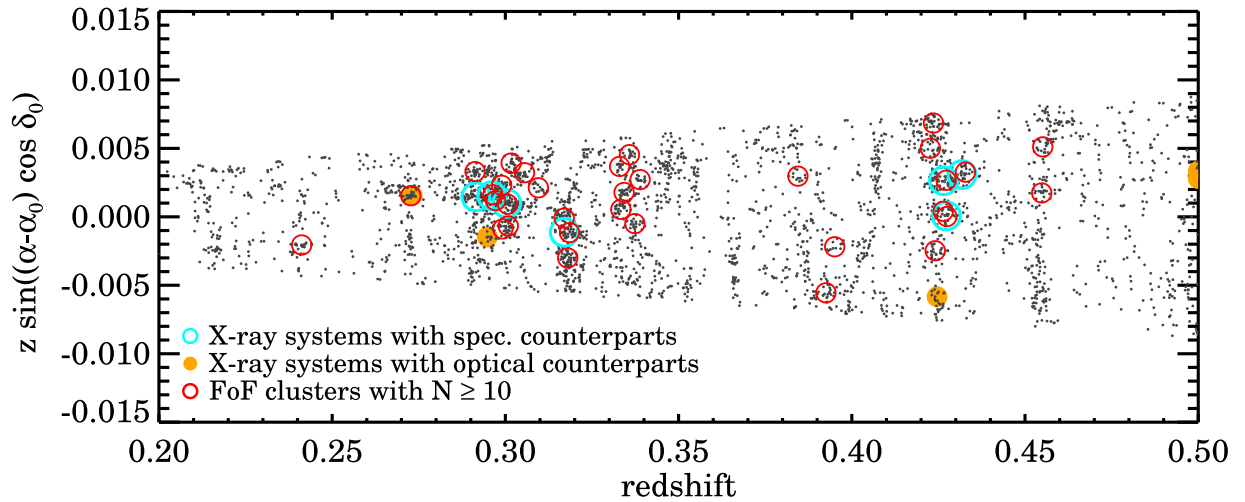 z sin((α-α₀) cos δ₀)
0.015
0.010
0.005
0.000
-0.005
-0.010
-0.015
X-ray systems with spec. counterparts
X-ray systems with optical counterparts
FoF clusters with N ≥ 10
0.20 0.25 0.30 0.35 0.40 0.45 0.50
redshift